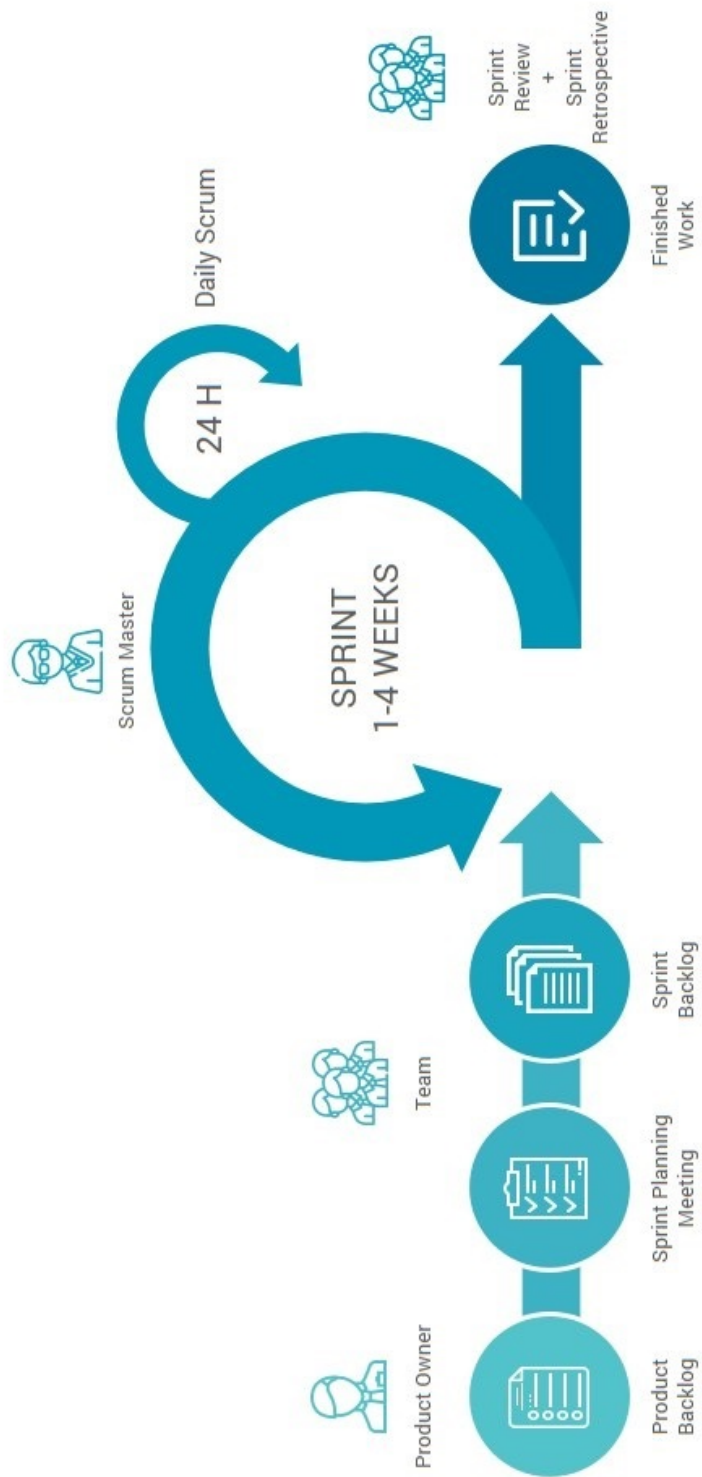 Product Owner
Team
Scrum Master
SPRINT
1-4 WEEKS
24 H
Daily Scrum
Sprint
Review
+
Sprint
Retrospective
Product
Backlog
Sprint Planning
Meeting
Sprint
Backlog
Finished
Work